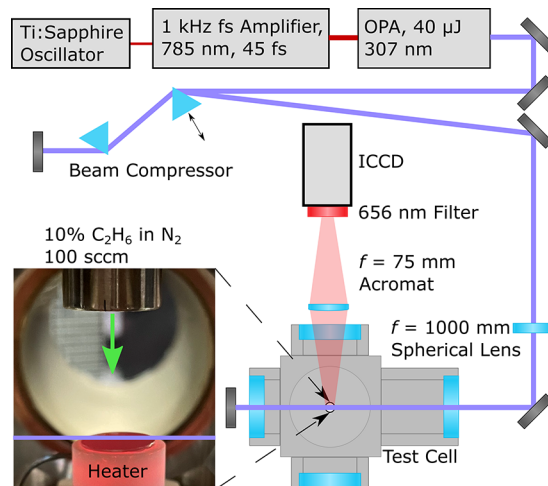 Ti:Sapphire
Oscillator
1 kHz fs Amplifier,
785 nm, 45 fs
OPA, 40 µJ
307 nm
Beam Compressor
ICCD
656 nm Filter
10% C₂H₆ in N₂
100 sccm
f = 75 mm
Acromat
f = 1000 mm
Spherical Lens
Heater
Test Cell